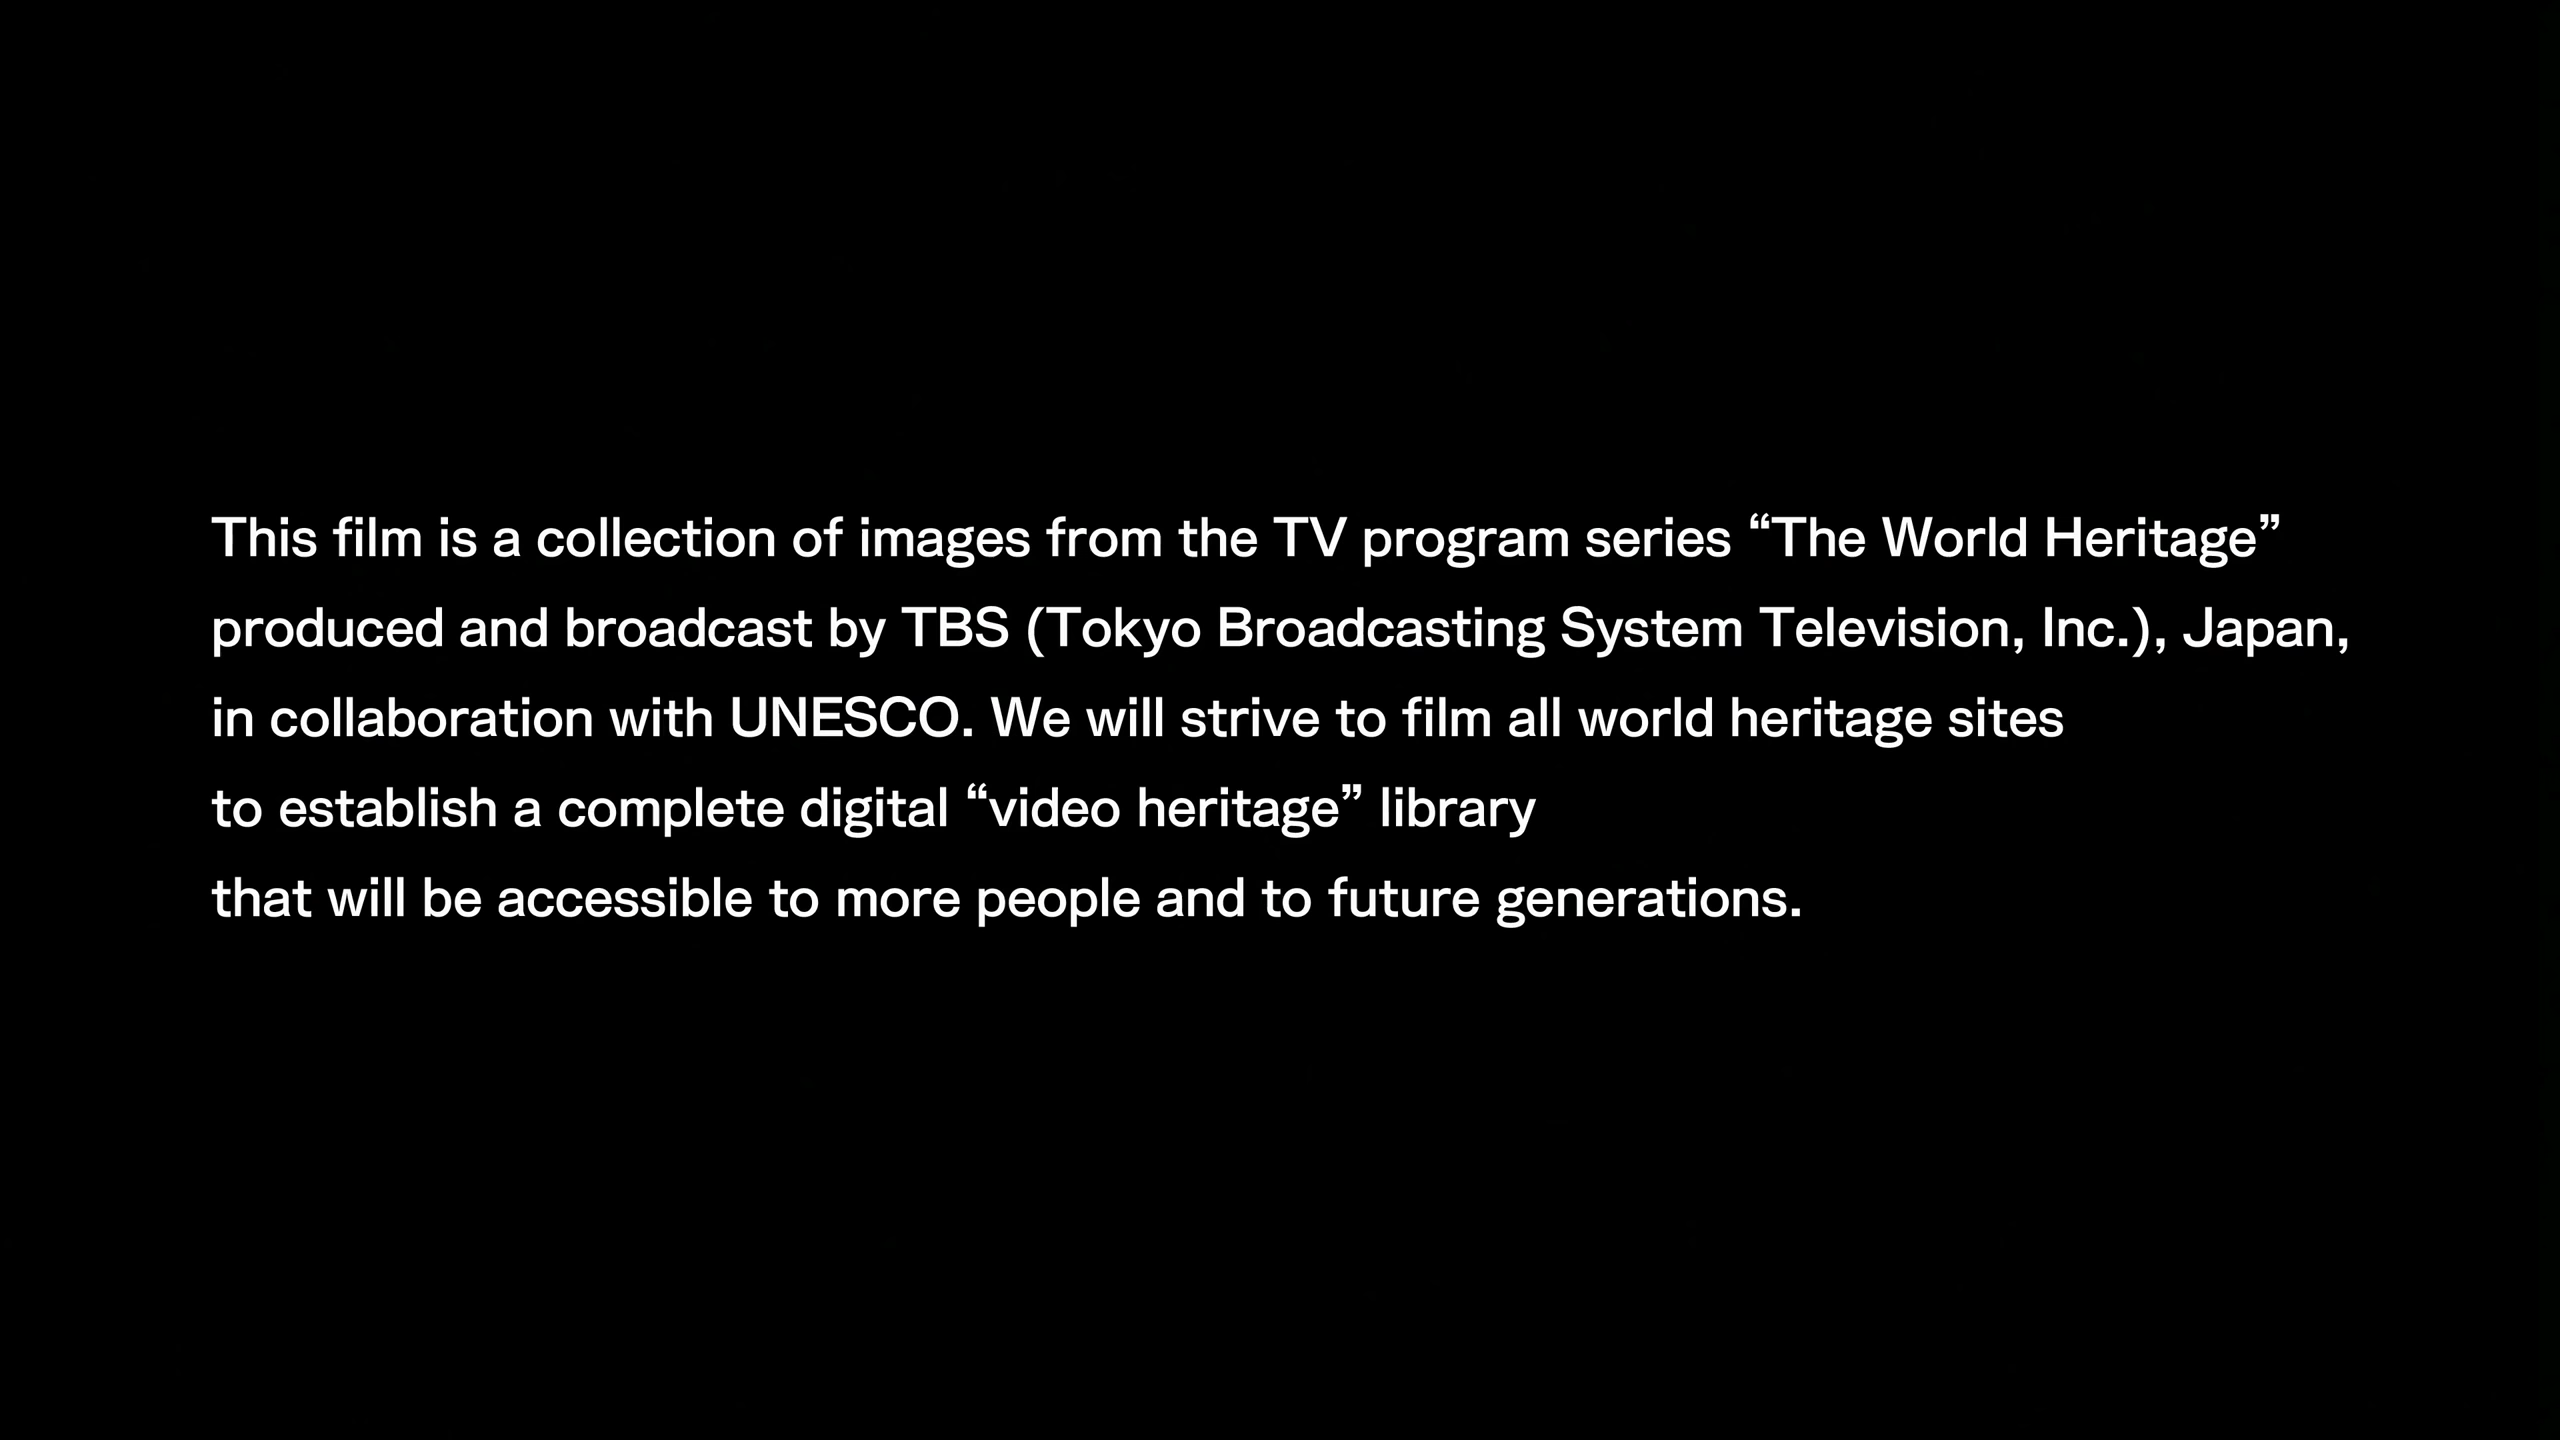 This film is a collection of images from the TV program series “The World Heritage”
produced and broadcast by TBS (Tokyo Broadcasting System Television, Inc.), Japan,
in collaboration with UNESCO. We will strive to film all world heritage sites
to establish a complete digital “video heritage” library
that will be accessible to more people and to future generations.